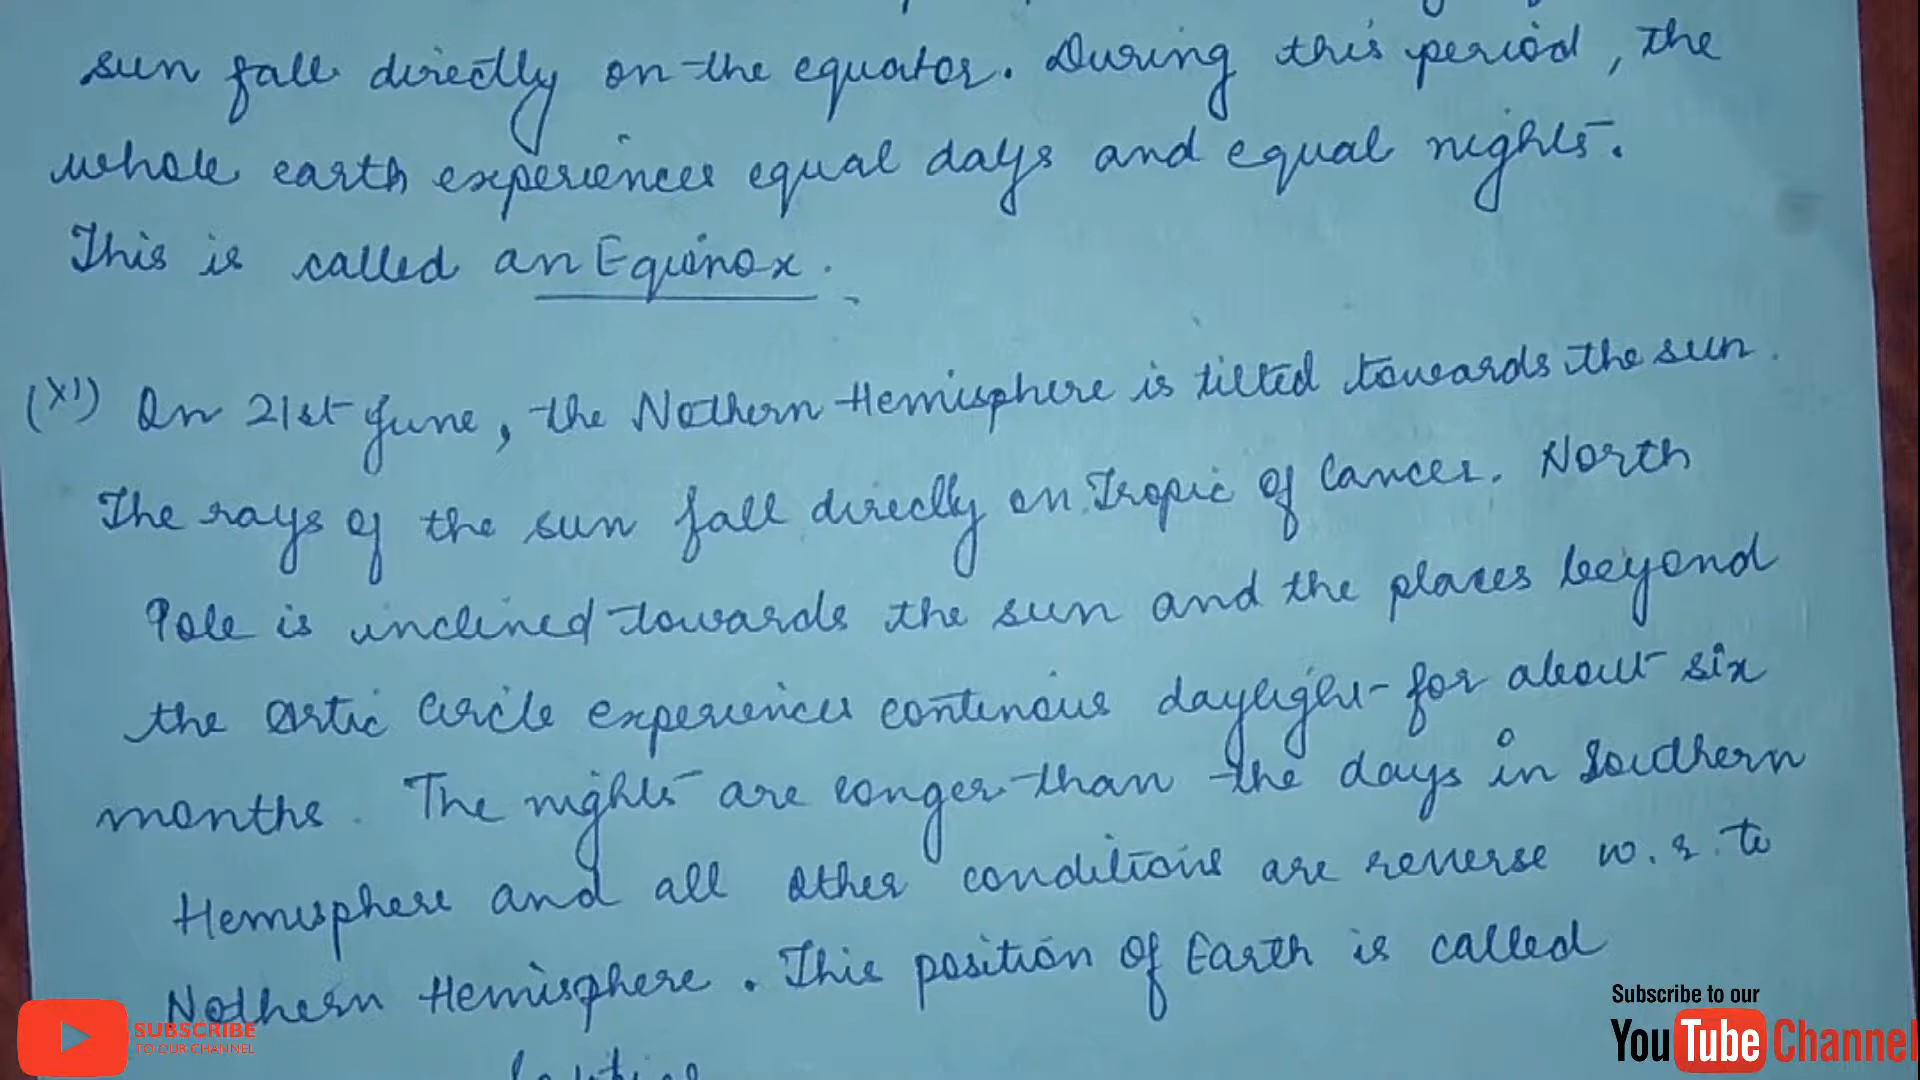 sun fall directly on the equator. During this period, the
whole earth experiences equal days and equal nights.
This is called an Equinox.
(XI) On 21st June, the Nothern Hemisphere is tilted towards the sun.
The rays of the sun fall directly on Tropic of Cancer. North
Pole is inclined towards the sun and the places beyond
the Artic Circle experiences contenous daylight for about six
months. The nights are longer than the days in Southern
Hemisphere and all other conditions are reverse w.r. to
Nothern Hemisphere. This position of Earth is called
SUBSCRIBE
TO OUR CHANNEL
Subscribe to our
YouTube Channel